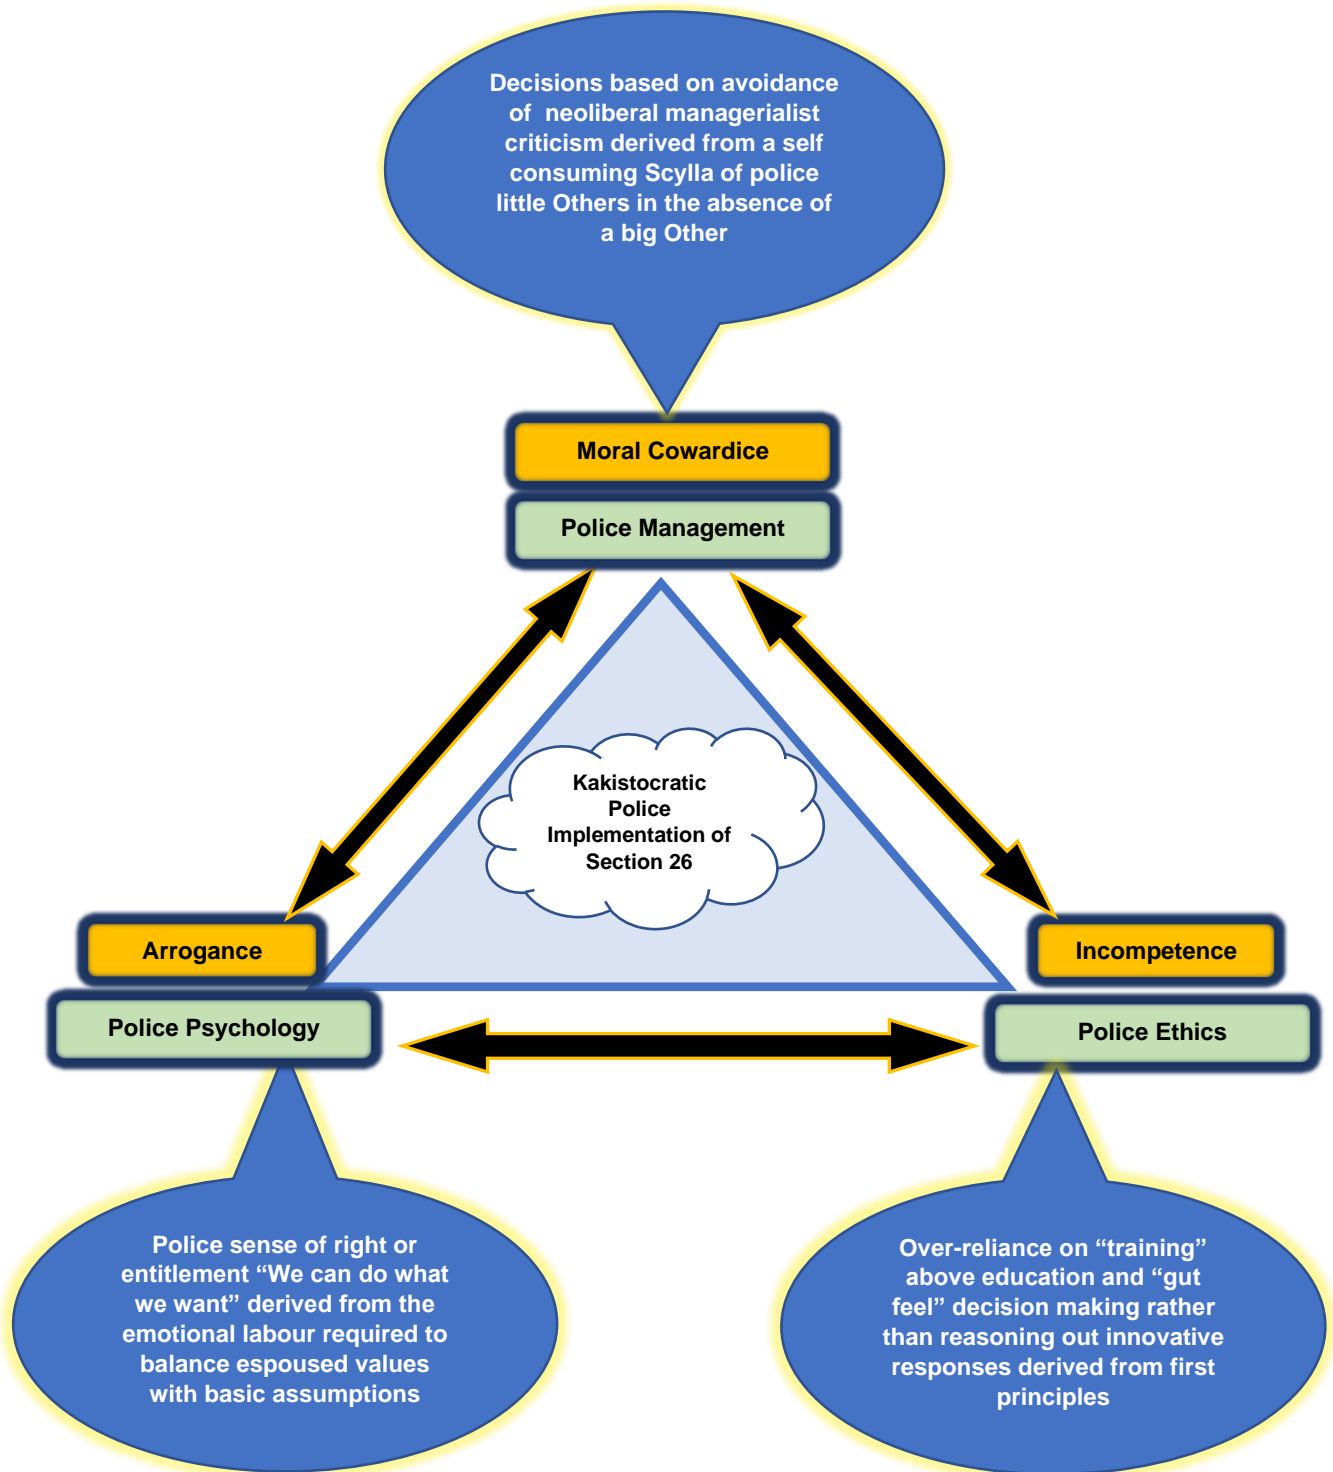 Decisions based on avoidance
of neoliberal managerialist
criticism derived from a self
consuming Scylla of police
little Others in the absence of
a big Other
Moral Cowardice
Police Management
Kakistocratic
Police
Implementation of
Section 26
Arrogance
Police Psychology
Incompetence
Police Ethics
Police sense of right or
entitlement “We can do what
we want” derived from the
emotional labour required to
balance espoused values
with basic assumptions
Over-reliance on “training”
above education and “gut
feel” decision making rather
than reasoning out innovative
responses derived from first
principles